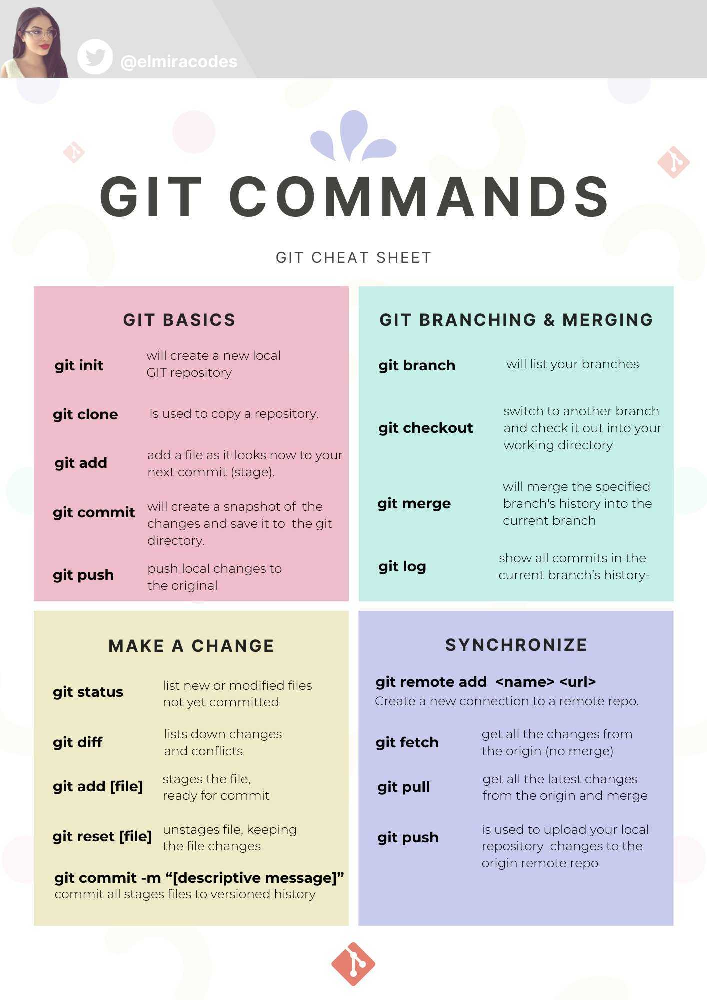 @elmiracodes
GIT COMMANDS
GIT CHEAT SHEET
GIT BASICS
git init
will create a new local
GIT repository
git clone
is used to copy a repository.
git add
add a file as it looks now to your
next commit (stage).
git commit
will create a snapshot of  the
changes and save it to  the git
directory.
git push
push local changes to
the original
GIT BRANCHING & MERGING
git branch
will list your branches
git checkout
switch to another branch
and check it out into your
working directory
git merge
will merge the specified
branch's history into the
current branch
git log
show all commits in the
current branch’s history-
MAKE A CHANGE
git status
list new or modified files
not yet committed
git diff
lists down changes
and conflicts
git add [file]
stages the file,
ready for commit
git reset [file]
unstages file, keeping
the file changes
git commit -m “[descriptive message]”
commit all stages files to versioned history
SYNCHRONIZE
git remote add  <name> <url>
Create a new connection to a remote repo.
git fetch
get all the changes from
the origin (no merge)
git pull
get all the latest changes
from the origin and merge
git push
is used to upload your local
repository  changes to the
origin remote repo